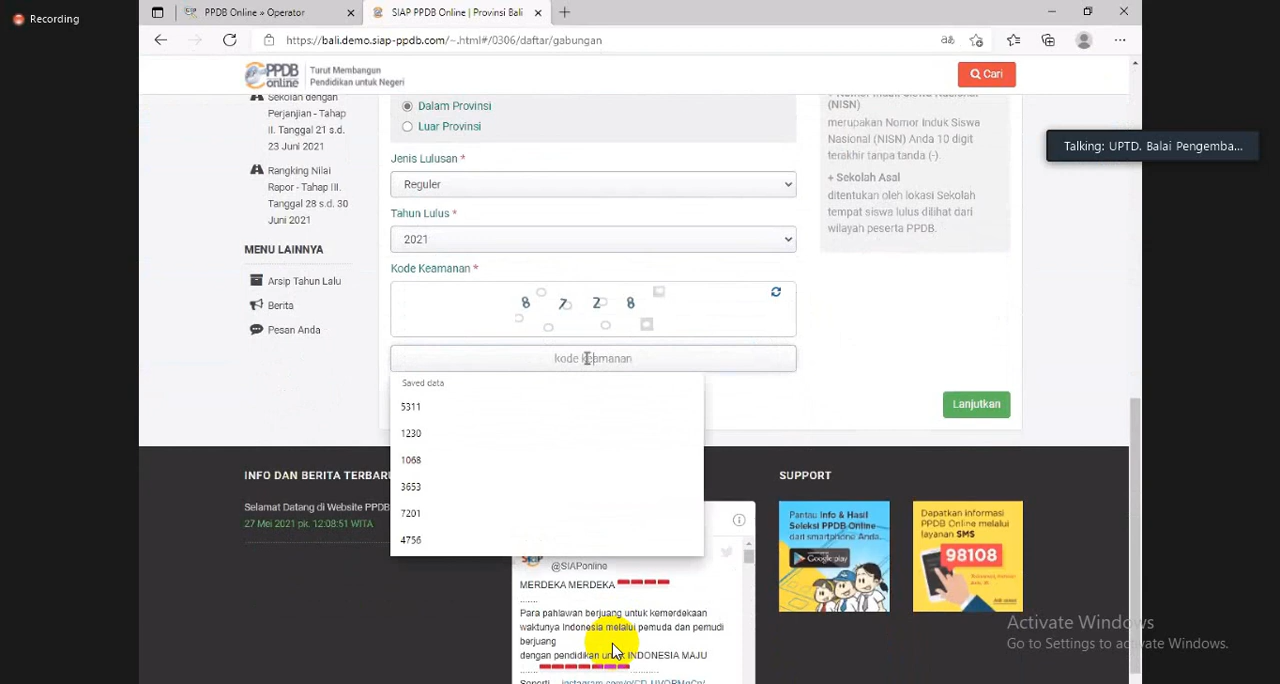 Recording
PPDB Online » Operator
SIAP PPDB Online | Provinsi Bali
https://bali.demo.siap-ppdb.com/~.html#/0306/daftar/gabungan
aあ
PPDB online
Turut Membangun
Pendidikan untuk Negeri
Cari
Sekolah dengan
Perjanjian - Tahap
II. Tanggal 21 s.d.
23 Juni 2021
Rangking Nilai
Rapor - Tahap III.
Tanggal 28 s.d. 30
Juni 2021
MENU LAINNYA
Arsip Tahun Lalu
Berita
Pesan Anda
Dalam Provinsi
Luar Provinsi
Jenis Lulusan *
Reguler
Tahun Lulus *
2021
Kode Keamanan *
8 7 2 8
kode keamanan
Saved data
5311
1230
1068
3653
7201
4756
Lanjutkan
+ Nomor Induk Siswa Nasional
(NISN)
merupakan Nomor Induk Siswa
Nasional (NISN) Anda 10 digit
terakhir tanpa tanda (-).
+ Sekolah Asal
ditentukan oleh lokasi Sekolah
tempat siswa lulus dilihat dari
wilayah peserta PPDB.
Talking: UPTD. Balai Pengemba...
INFO DAN BERITA TERBARU
Selamat Datang di Website PPDB
27 Mei 2021 pk. 12:08:51 WITA
@SIAPonline
MERDEKA MERDEKA
.......
Para pahlawan berjuang untuk kemerdekaan
waktunya Indonesia melalui pemuda dan pemudi
berjuang
dengan pendidikan untuk INDONESIA MAJU
SUPPORT
Pantau Info & Hasil
Seleksi PPDB Online
dari smartphone Anda.
Google play
Dapatkan informasi
PPDB Online melalui
layanan SMS
98108
Activate Windows
Go to Settings to activate Windows.